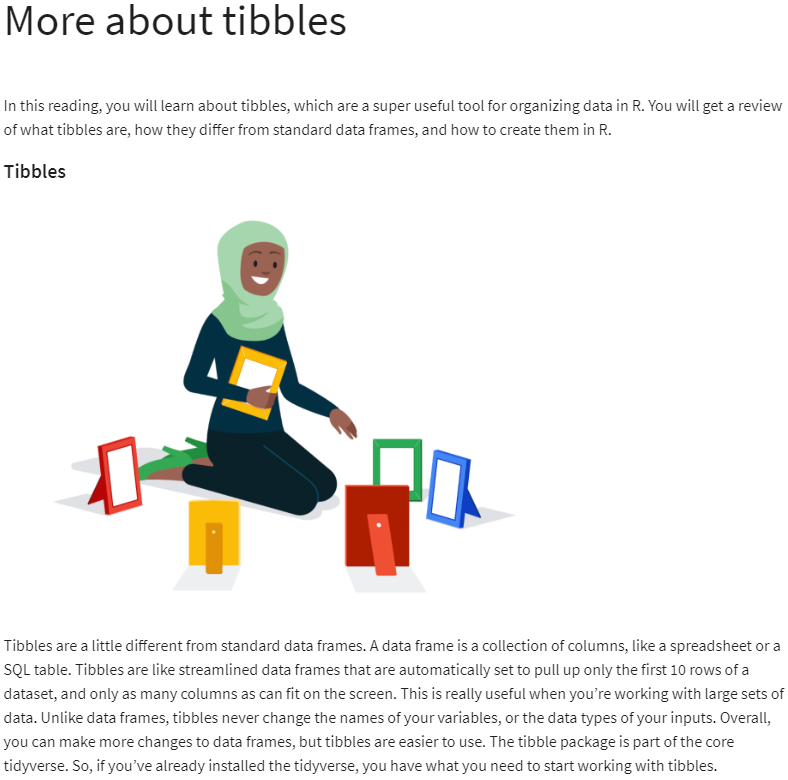 More about tibbles
In this reading, you will learn about tibbles, which are a super useful tool for organizing data in R. You will get a review
of what tibbles are, how they differ from standard data frames, and how to create them in R.
Tibbles
Tibbles are a little different from standard data frames. A data frame is a collection of columns, like a spreadsheet or a
SQL table. Tibbles are like streamlined data frames that are automatically set to pull up only the first 10 rows of a
dataset, and only as many columns as can fit on the screen. This is really useful when you’re working with large sets of
data. Unlike data frames, tibbles never change the names of your variables, or the data types of your inputs. Overall,
you can make more changes to data frames, but tibbles are easier to use. The tibble package is part of the core
tidyverse. So, if you’ve already installed the tidyverse, you have what you need to start working with tibbles.